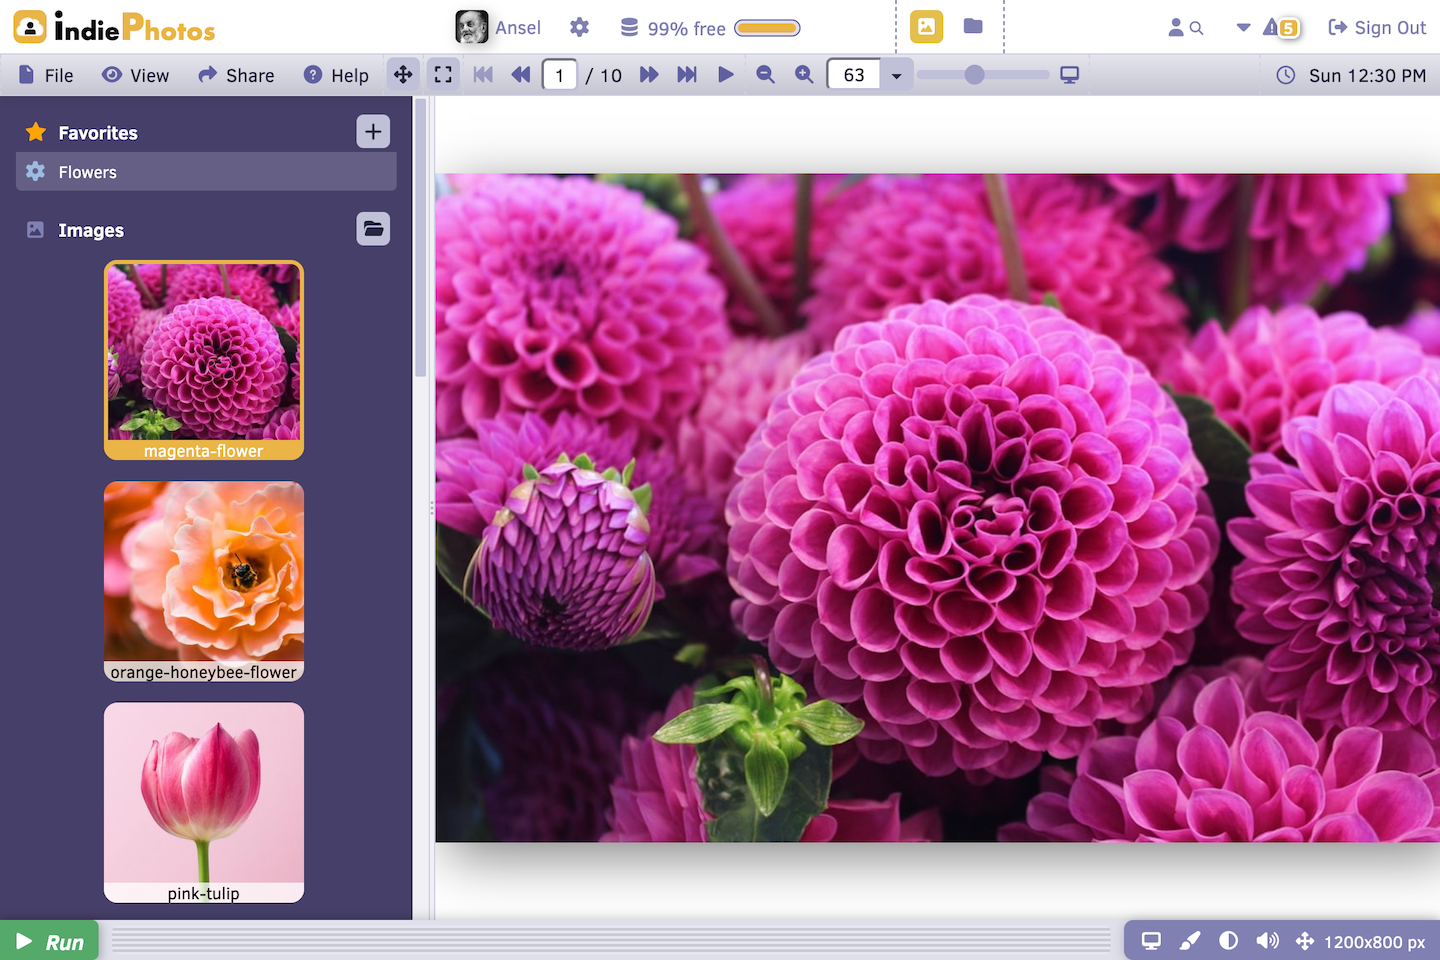 indiePhotos
Ansel
99% free
5
Sign Out
File
View
Share
? Help
1 / 10
63
Sun 12:30 PM
Favorites
Flowers
Images
magenta-flower
orange-honeybee-flower
pink-tulip
Run
1200x800 px